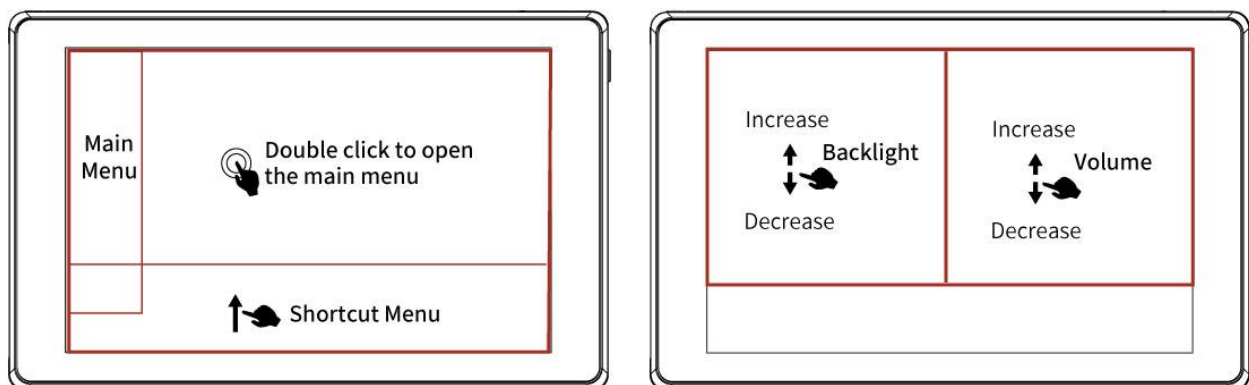 Main
Menu
Double click to open
the main menu
Shortcut Menu
Increase
Backlight
Decrease
Increase
Volume
Decrease